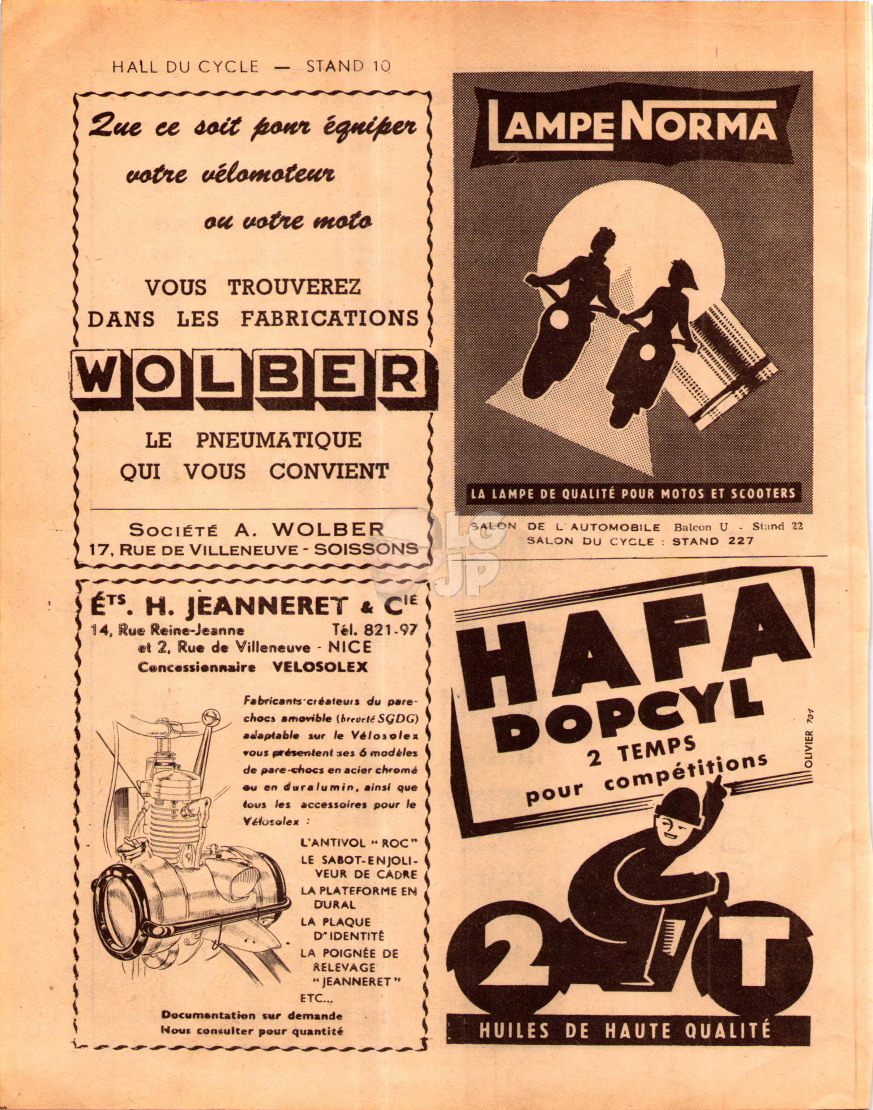 HALL DU CYCLE — STAND 10
Que ce soit pour équiper
votre vélomoteur
ou votre moto
VOUS TROUVEREZ
DANS LES FABRICATIONS
WOLBER
LE PNEUMATIQUE
QUI VOUS CONVIENT
SOCIÉTÉ A. WOLBER
17, RUE DE VILLENEUVE - SOISSONS
LAMPE NORMA
LA LAMPE DE QUALITÉ POUR MOTOS ET SCOOTERS
SALON DE L'AUTOMOBILE Balcon U - Stand 22
SALON DU CYCLE : STAND 227
ÉTS. H. JEANNERET & CIE
14, Rue Reine-Jeanne Tél. 821-97
et 2, Rue de Villeneuve - NICE
Concessionnaire VELOSOLEX
Fabricants-créateurs du pare-
chocs amovible (breveté SGDG)
adaptable sur le Vélosolex
vous présentent ses 6 modèles
de pare-chocs en acier chromé
ou en duralumin, ainsi que
tous les accessoires pour le
Vélosolex :
L'ANTIVOL "ROC"
LE SABOT-ENJOLI-
VEUR DE CADRE
LA PLATEFORME EN
DURAL
LA PLAQUE
D'IDENTITÉ
LA POIGNÉE DE
RELEVAGE
"JEANNERET"
ETC...
Documentation sur demande
Nous consulter pour quantité
HAFA
DOPCYL
2 TEMPS
pour compétitions
OLIVIER 701
2 T
HUILES DE HAUTE QUALITÉ
LG
JP